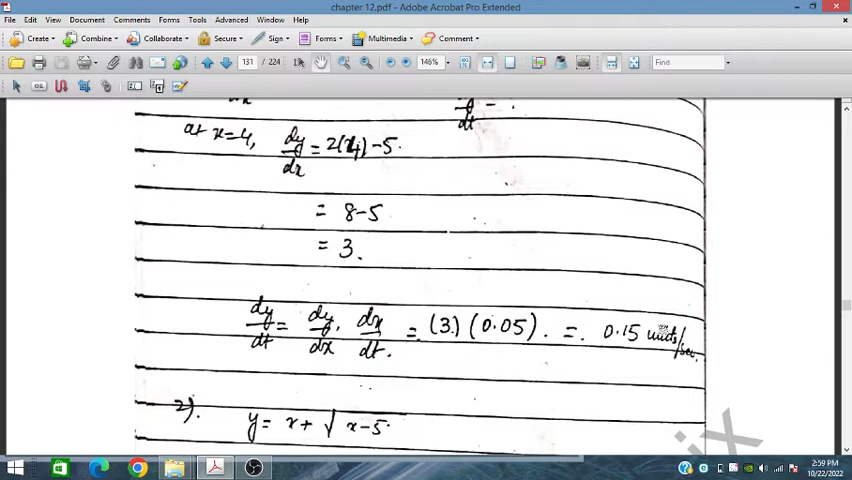 chapter 12.pdf - Adobe Acrobat Pro Extended
File Edit View Document Comments Forms Tools Advanced Window Help
Create Combine Collaborate Secure Sign Forms Multimedia Comment
131 / 224 146% Find
at x=4, dy/dx = 2(4) -5.
= 8-5
= 3.
dy/dt = dy/dx . dx/dt. = (3.) (0.05). =. 0.15 units/sec.
2).
y = x + √x-5.
iX
2:59 PM
10/22/2022